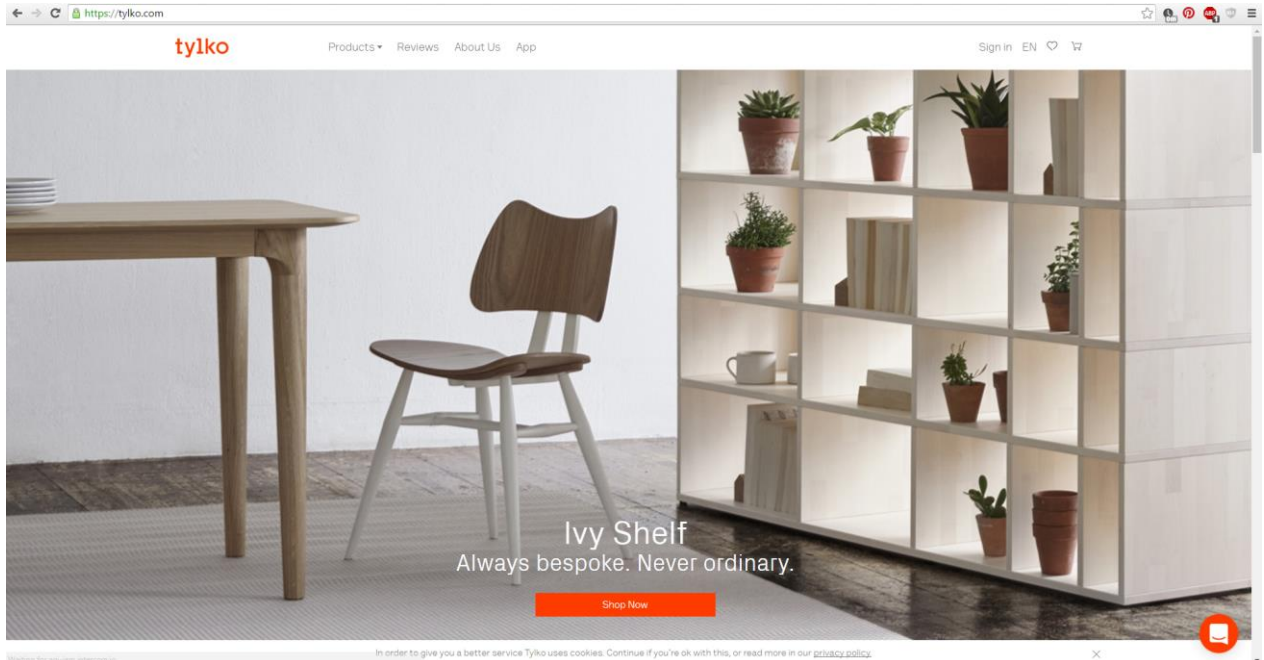 https://tylko.com
tylko
Products Reviews About Us App
Sign in EN
Ivy Shelf
Always bespoke. Never ordinary.
Shop Now
In order to give you a better service Tylko uses cookies. Continue if you're ok with this, or read more in our privacy policy.